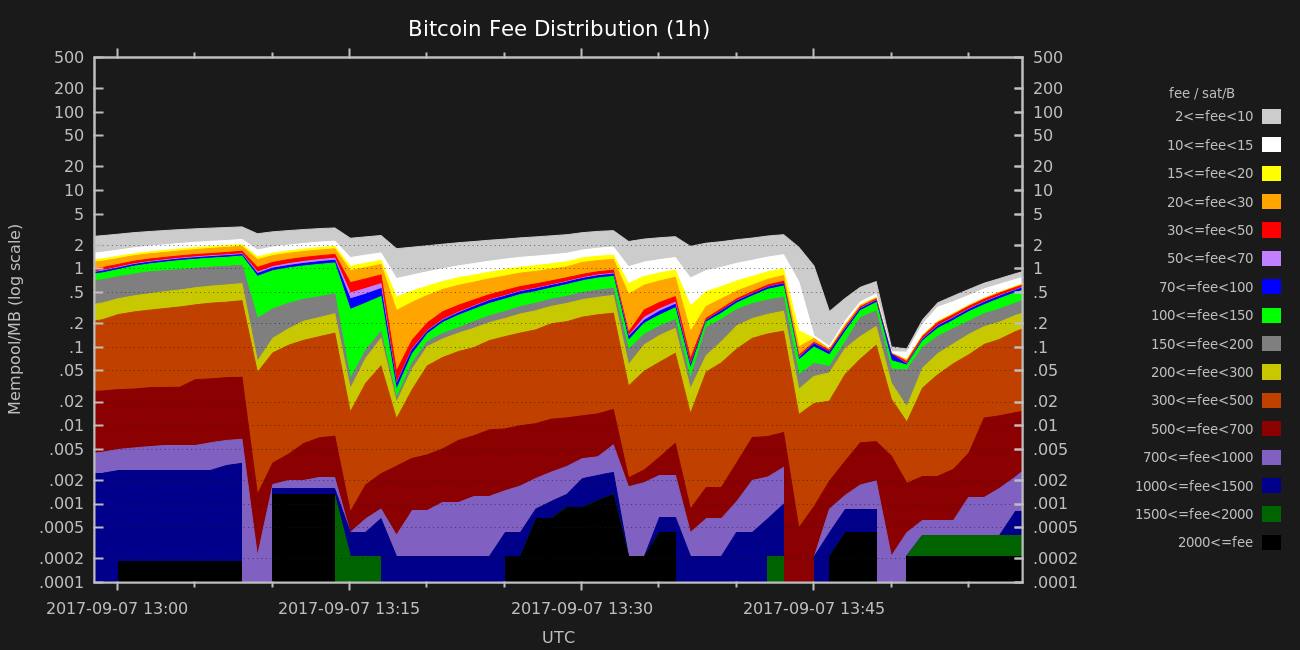 Bitcoin Fee Distribution (1h)
500 500
200 200
100 100
50 50
20 20
10 10
5 5
2 2
1 1
.5 .5
.2 .2
.1 .1
.05 .05
.02 .02
.01 .01
.005 .005
.002 .002
.001 .001
.0005 .0005
.0002 .0002
.0001 .0001
Mempool/MB (log scale)
2017-09-07 13:00 2017-09-07 13:15 2017-09-07 13:30 2017-09-07 13:45
UTC
fee / sat/B
2<=fee<10
10<=fee<15
15<=fee<20
20<=fee<30
30<=fee<50
50<=fee<70
70<=fee<100
100<=fee<150
150<=fee<200
200<=fee<300
300<=fee<500
500<=fee<700
700<=fee<1000
1000<=fee<1500
1500<=fee<2000
2000<=fee